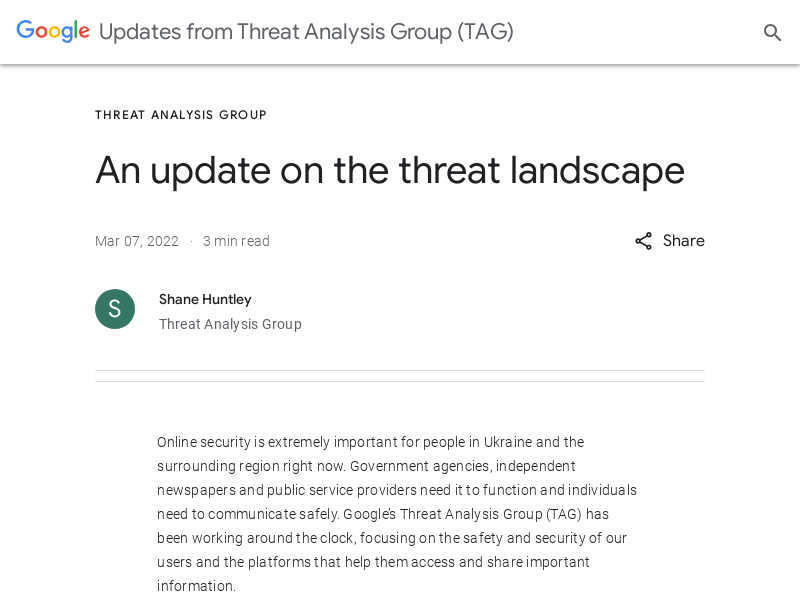 Google Updates from Threat Analysis Group (TAG)
THREAT ANALYSIS GROUP
An update on the threat landscape
Mar 07, 2022 · 3 min read
Share
S
Shane Huntley
Threat Analysis Group
Online security is extremely important for people in Ukraine and the
surrounding region right now. Government agencies, independent
newspapers and public service providers need it to function and individuals
need to communicate safely. Google’s Threat Analysis Group (TAG) has
been working around the clock, focusing on the safety and security of our
users and the platforms that help them access and share important
information.